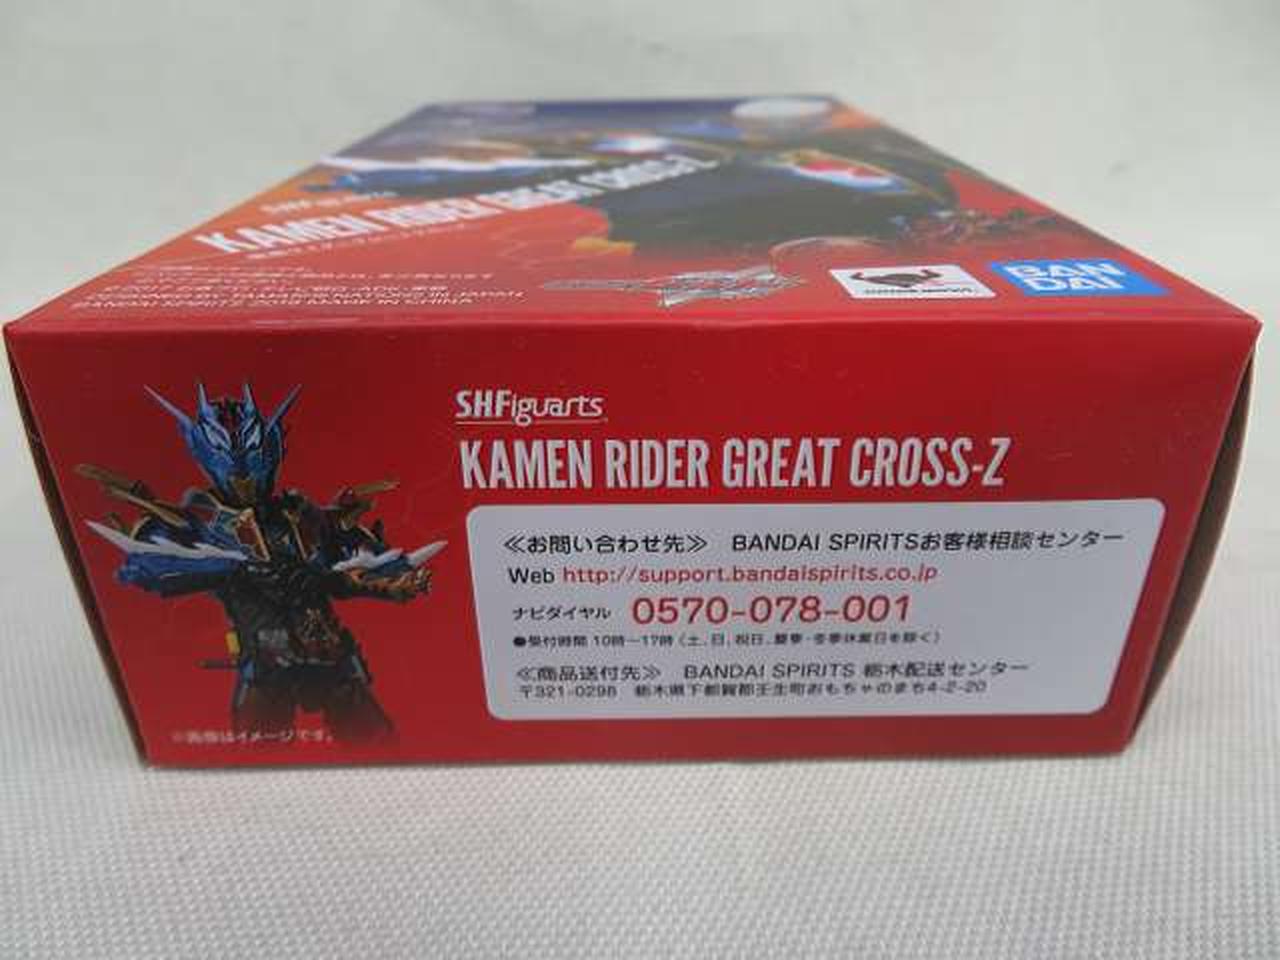 KAMEN RIDER GREAT CROSS-Z
BAN
DAI
S.H.Figuarts
KAMEN RIDER GREAT CROSS-Z
≪お問い合わせ先≫ BANDAI SPIRITSお客様相談センター
Web http://support.bandaispirits.co.jp
ナビダイヤル 0570-078-001
●受付時間 10時―17時(土、日、祝日、夏季・冬季休業日を除く)
≪商品送付先≫ BANDAI SPIRITS 栃木配送センター
〒321-0298 栃木県下都賀郡壬生町おもちゃのまち4-2-20
※画像はイメージです。